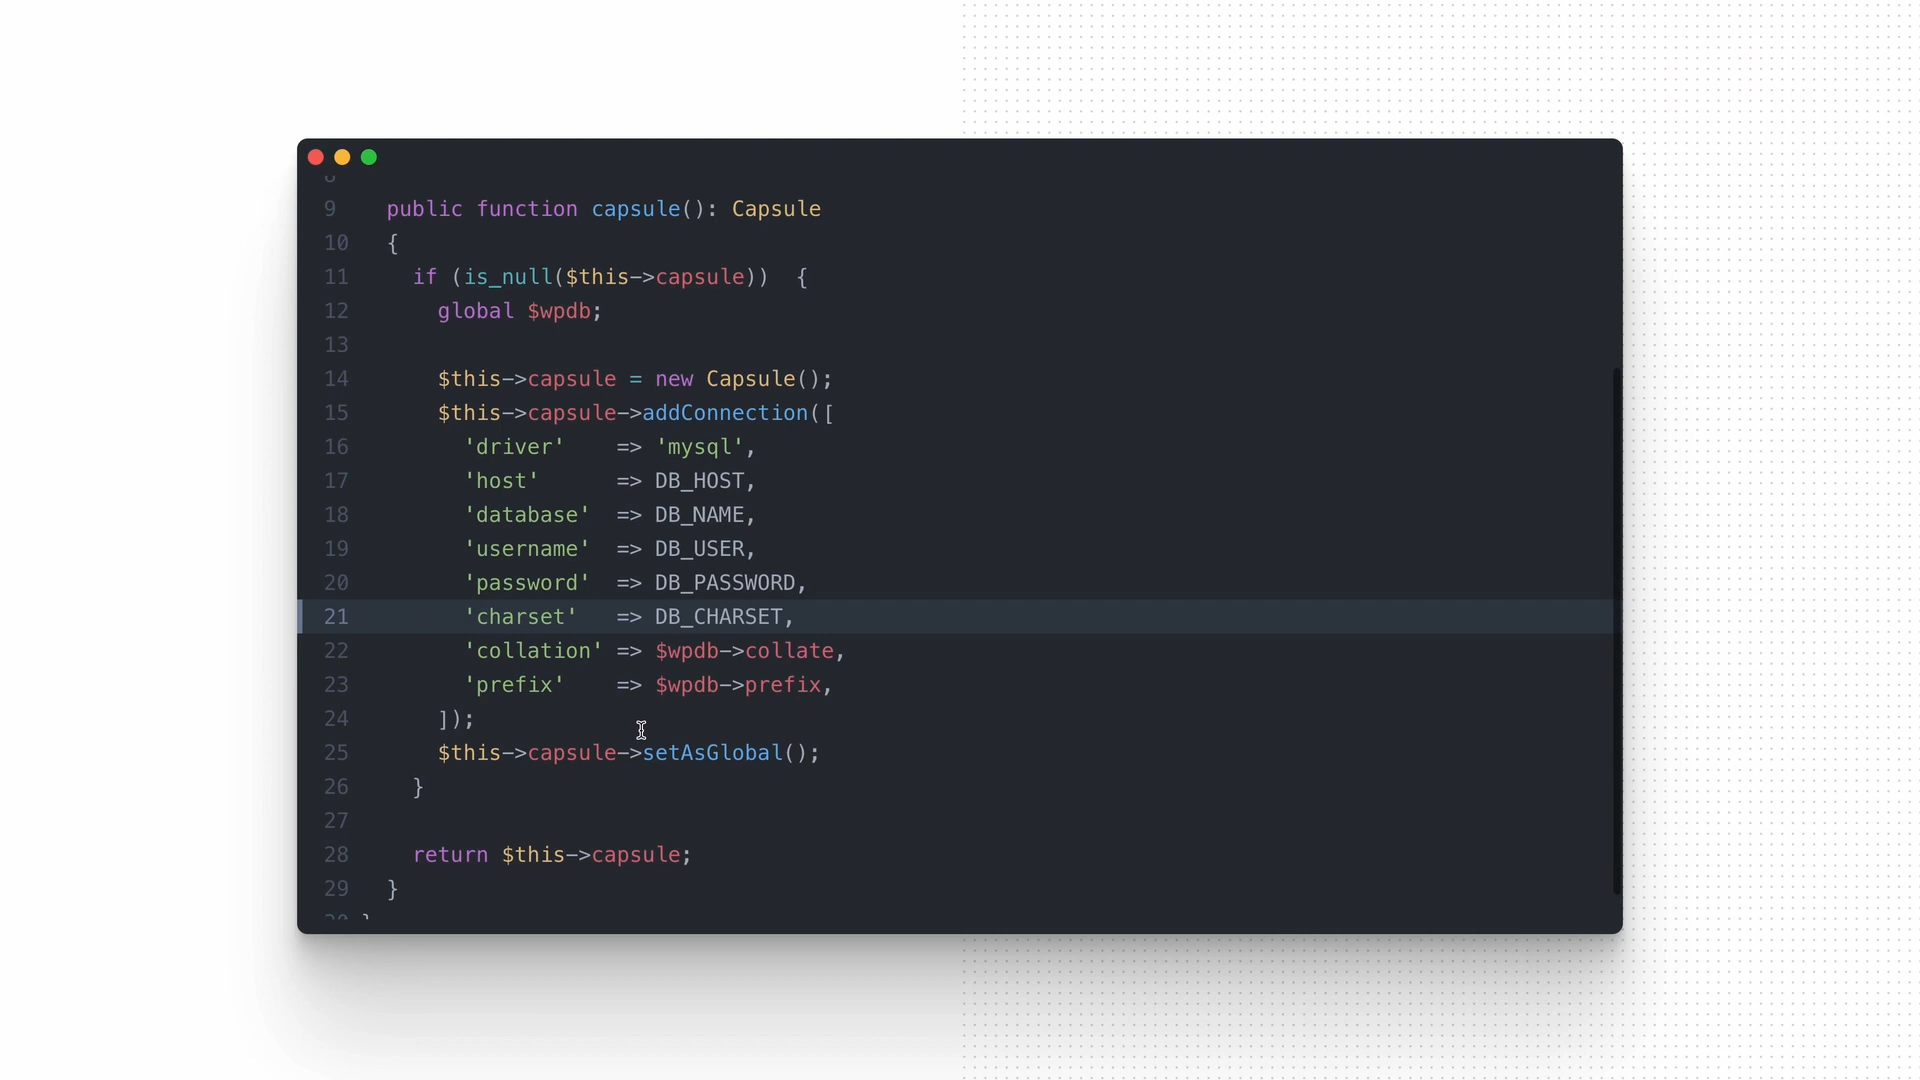 9 public function capsule(): Capsule
10 {
11 if (is_null($this->capsule)) {
12 global $wpdb;
13
14 $this->capsule = new Capsule();
15 $this->capsule->addConnection([
16 'driver' => 'mysql',
17 'host' => DB_HOST,
18 'database' => DB_NAME,
19 'username' => DB_USER,
20 'password' => DB_PASSWORD,
21 'charset' => DB_CHARSET,
22 'collation' => $wpdb->collate,
23 'prefix' => $wpdb->prefix,
24 ]);
25 $this->capsule->setAsGlobal();
26 }
27
28 return $this->capsule;
29 }